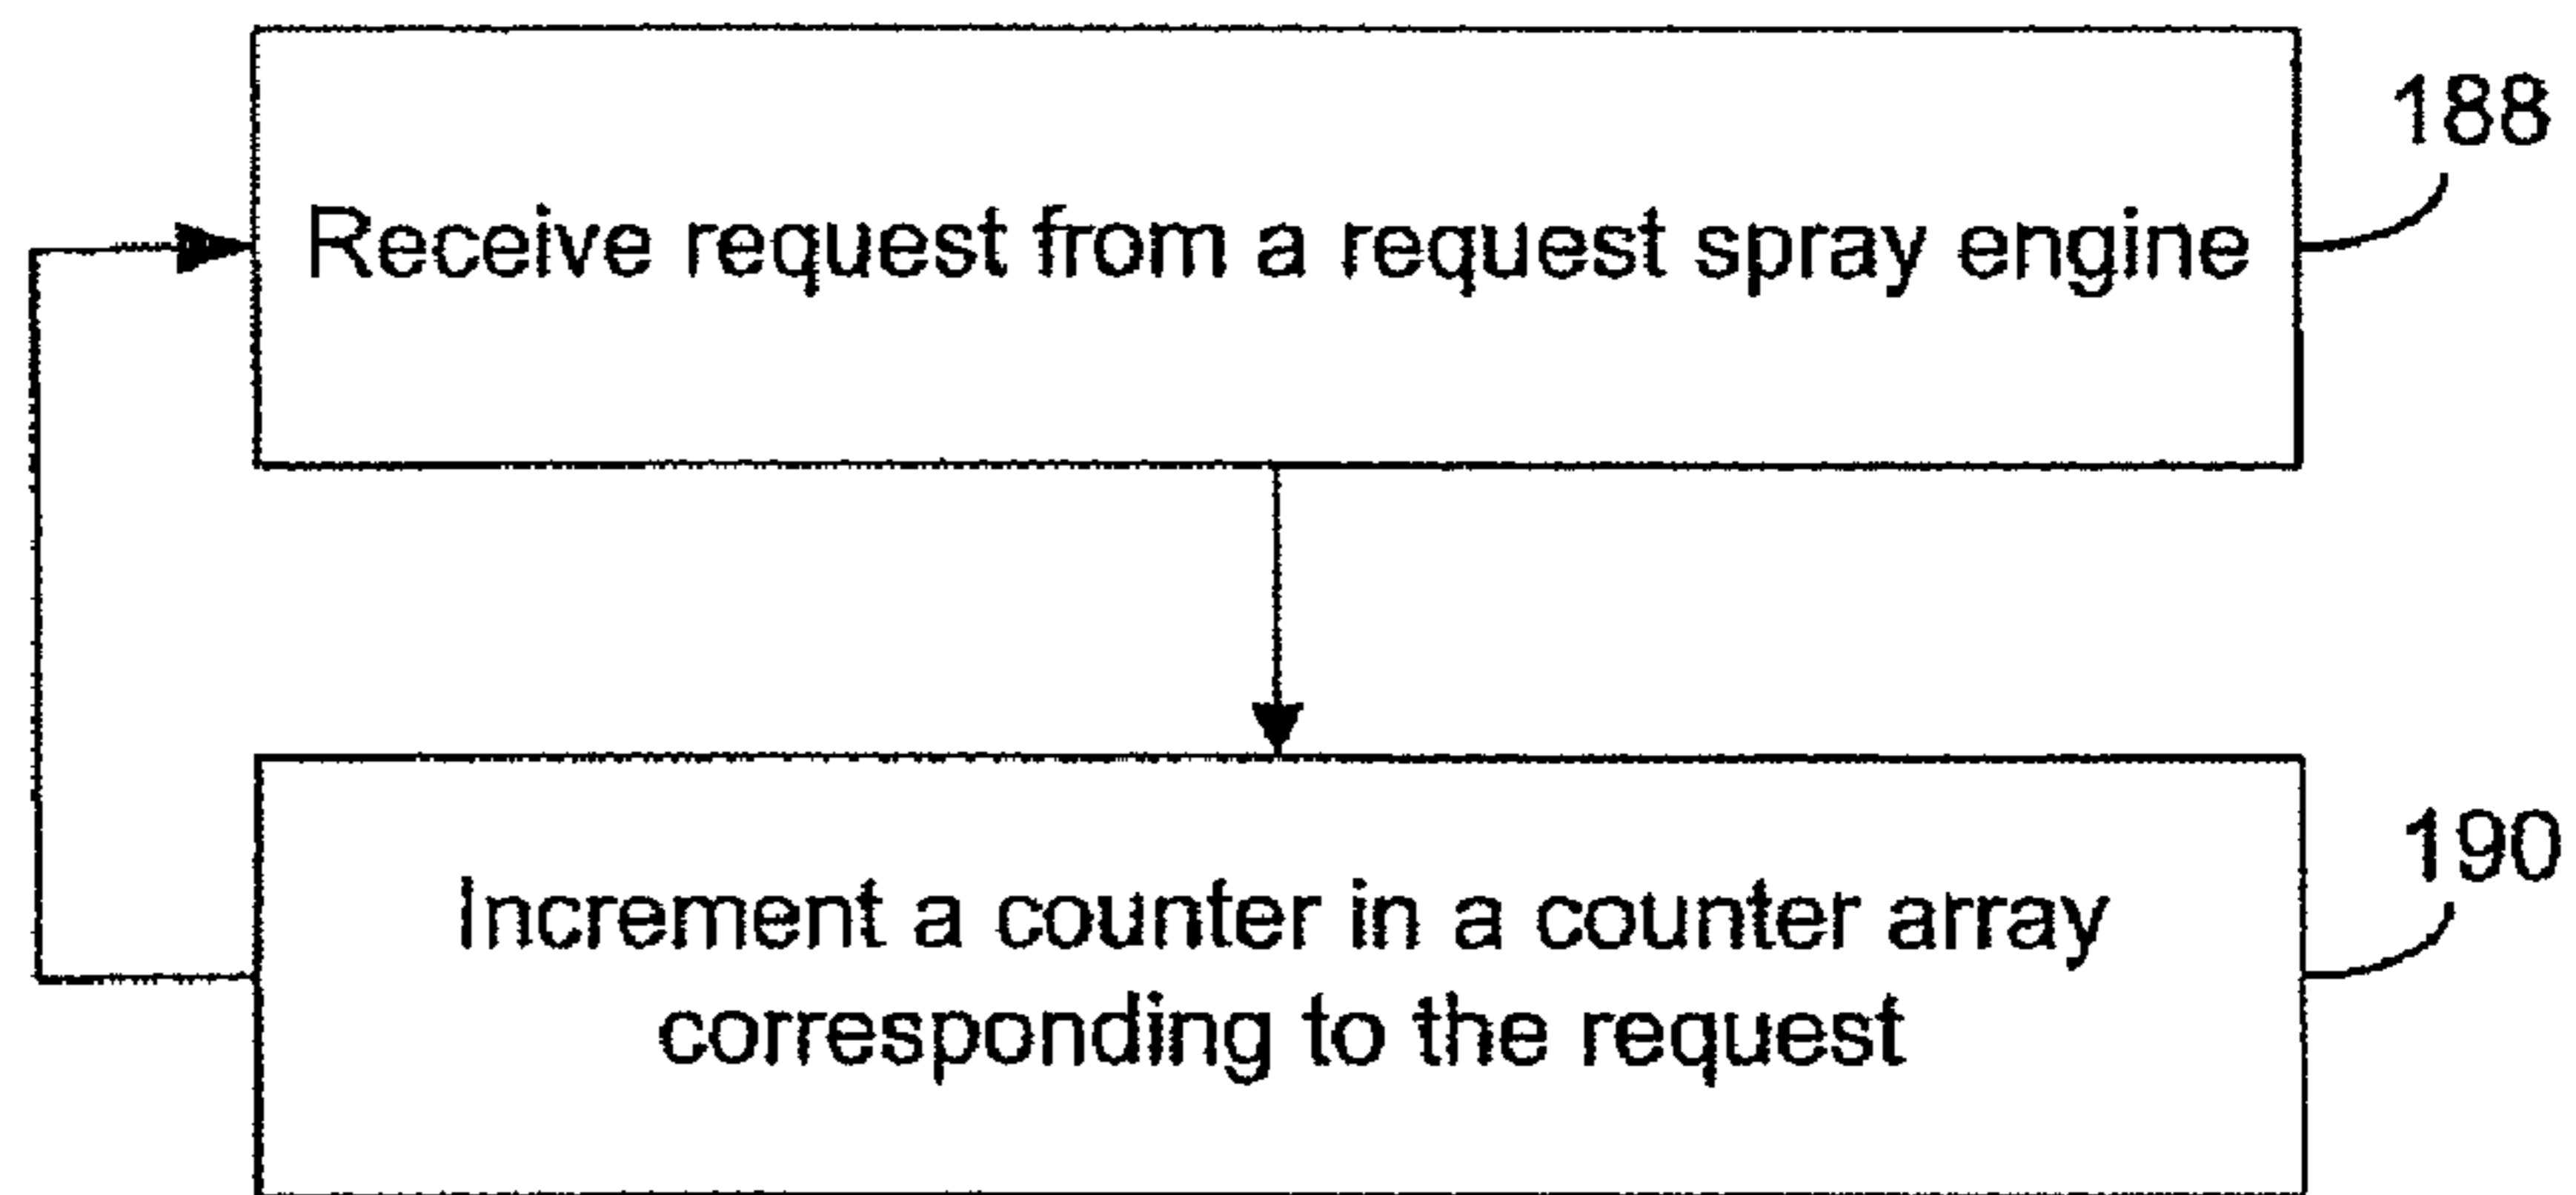 188
Receive request from a request spray engine
190
Increment a counter in a counter array
corresponding to the request